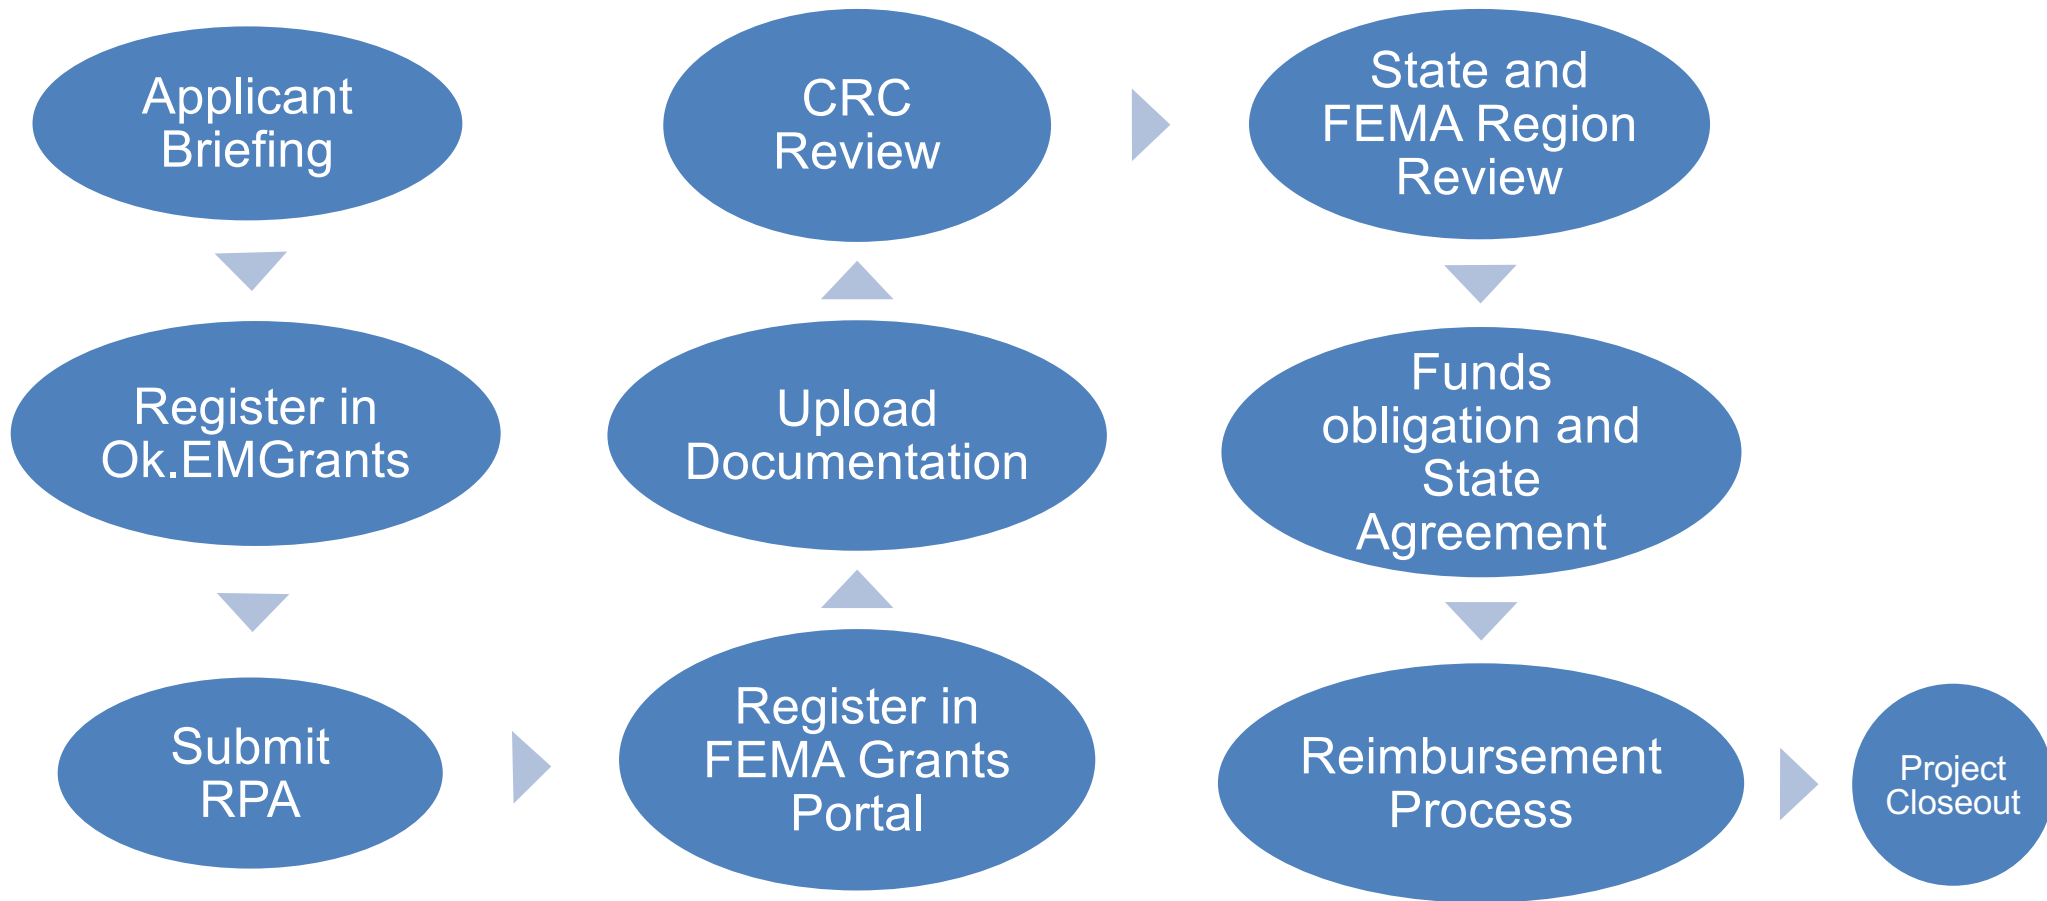 Applicant
Briefing
Register in
Ok.EMGrants
Submit
RPA
Register in
FEMA Grants
Portal
Upload
Documentation
CRC
Review
State and
FEMA Region
Review
Funds
obligation and
State
Agreement
Reimbursement
Process
Project
Closeout